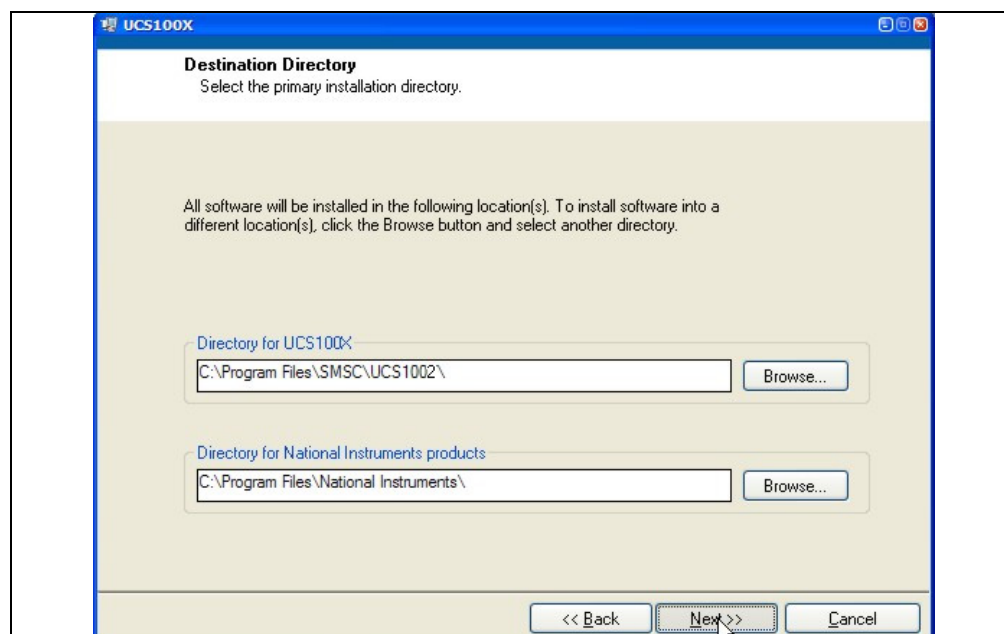 UCS100X
Destination Directory
Select the primary installation directory.
All software will be installed in the following location(s). To install software into a
different location(s), click the Browse button and select another directory.
Directory for UCS100X
C:\Program Files\SMSC\UCS1002\
Browse...
Directory for National Instruments products
C:\Program Files\National Instruments\
Browse...
<< Back
Next >>
Cancel